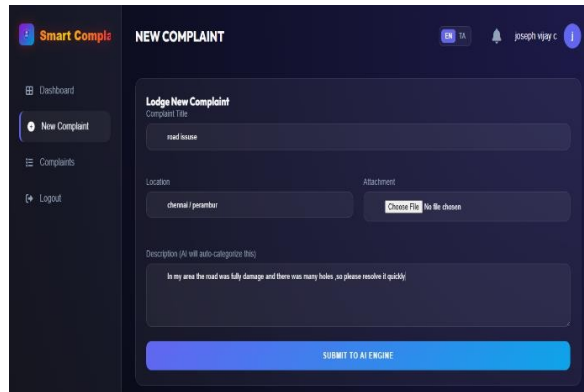 Smart Compla
NEW COMPLAINT
EN TA
joseph vijay c
j
Dashboard
New Complaint
Complaints
Logout
Lodge New Complaint
Complaint Title
road issuse
Location
Attachment
chennai / perambur
Choose File No file chosen
Description (AI will auto-categorize this)
In my area the road was fully damage and there was many holes ,so please resolve it quickly
SUBMIT TO AI ENGINE